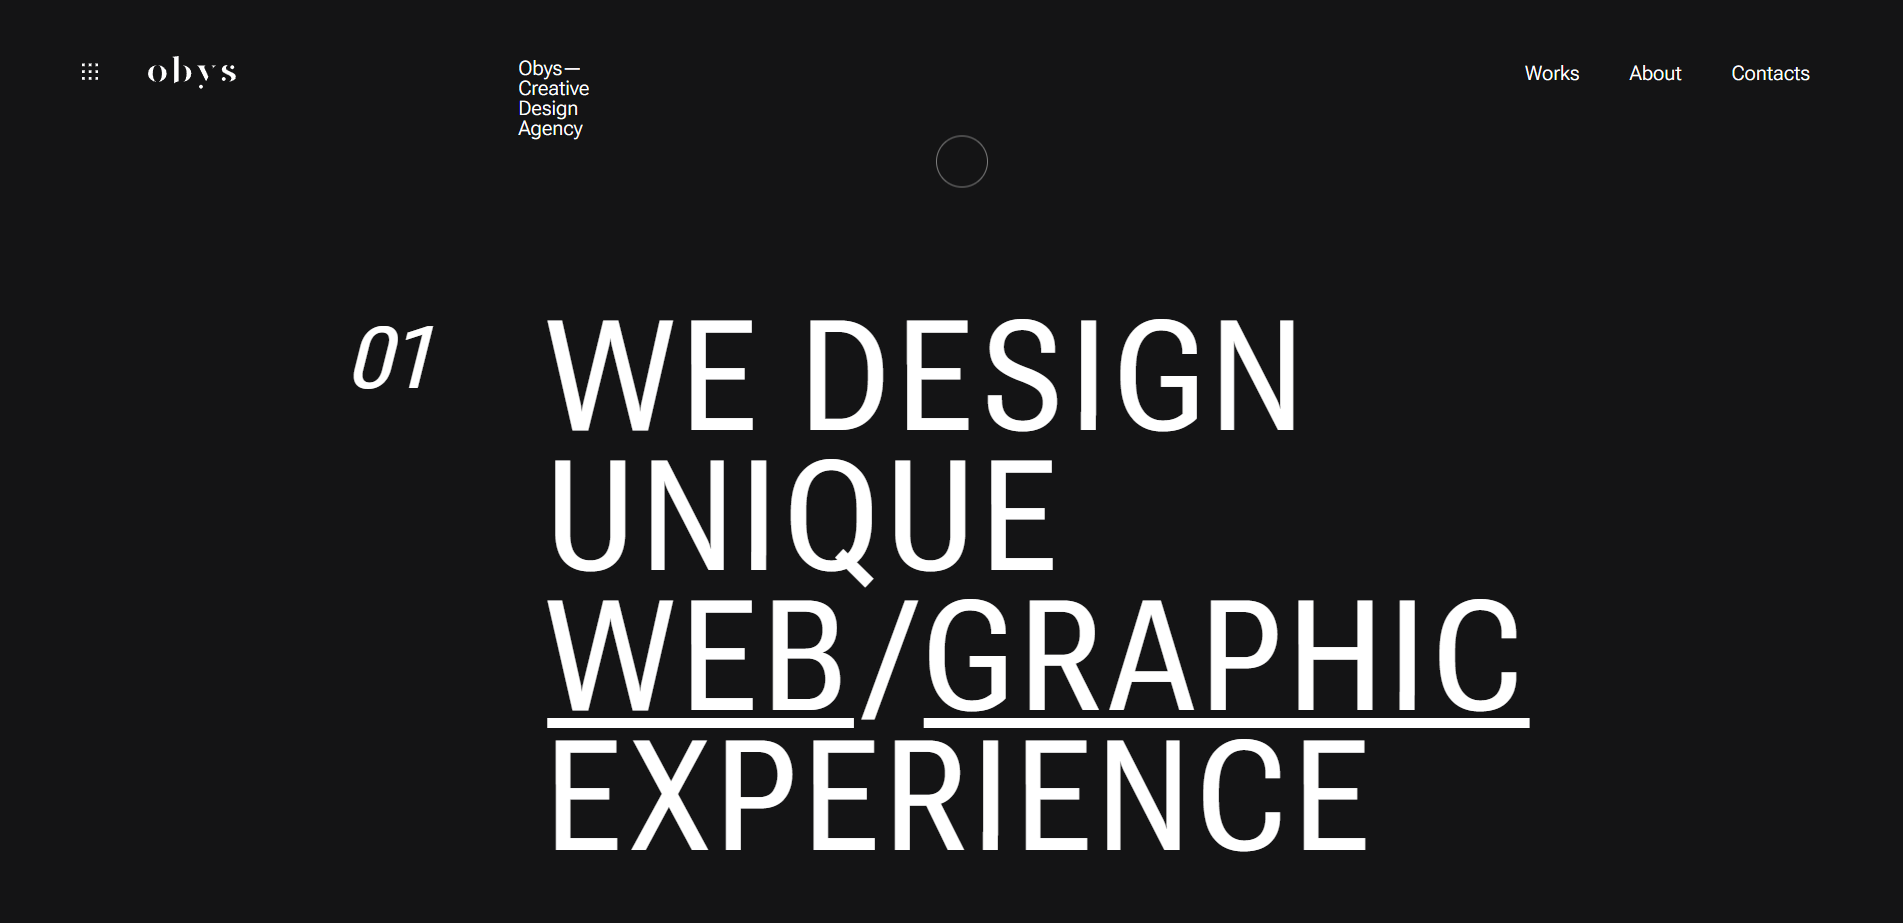 obys
Obys—
Creative
Design
Agency
Works
About
Contacts
01
WE DESIGN
UNIQUE
WEB/GRAPHIC
EXPERIENCE